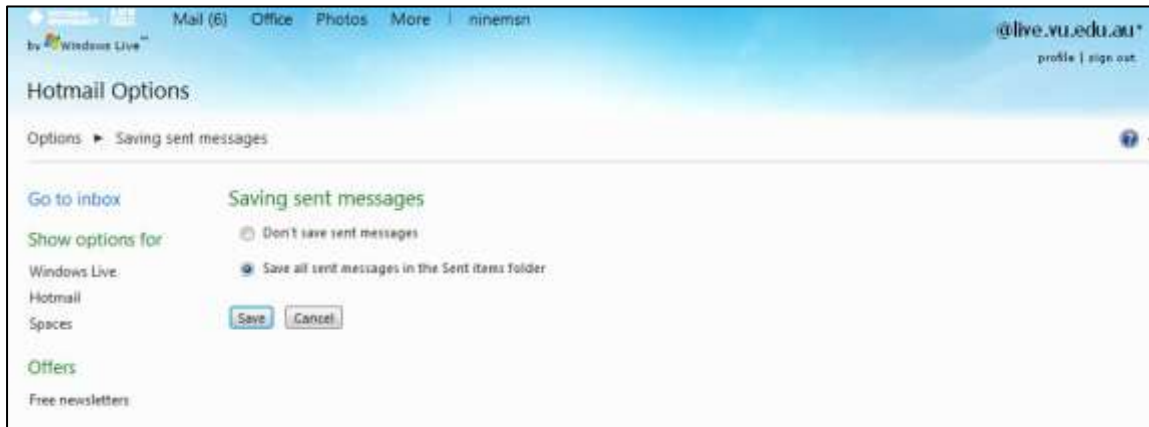 Mail (6) Office Photos More | ninemsn
@live.vu.edu.au*
by Windows Live™
profile | sign out
Hotmail Options
Options ► Saving sent messages
Go to inbox
Saving sent messages
Don't save sent messages
Show options for
Save all sent messages in the Sent items folder
Windows Live
Hotmail
Spaces
Save Cancel
Offers
Free newsletters